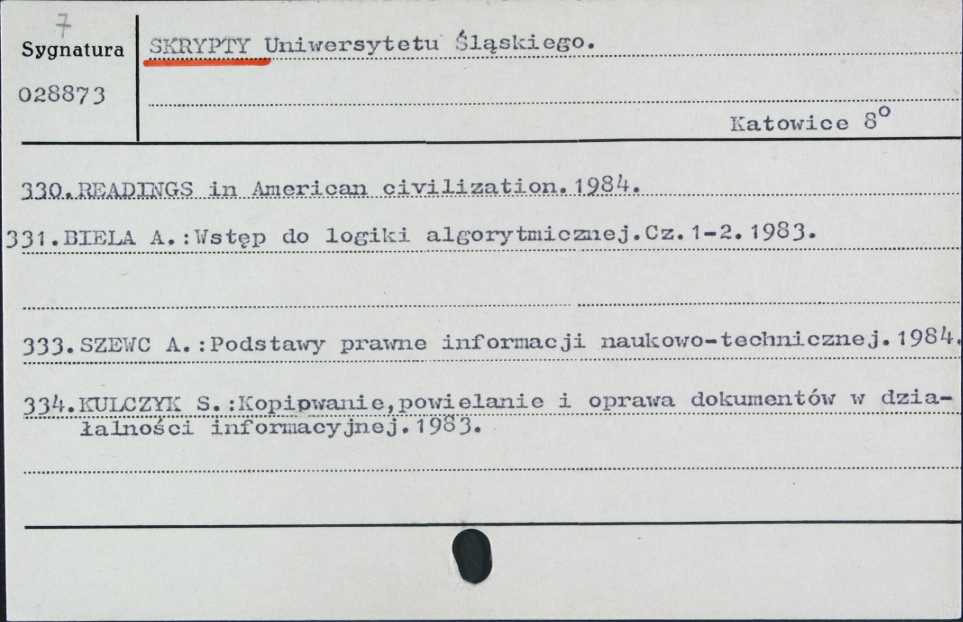 7
Sygnatura
SKRYPTY Uniwersytetu Śląskiego.
028873
Katowice 8º
330.READINGS in American civilization.1984.
331.BIELA A.:Wstęp do logiki algorytmicznej.Cz.1-2.1983.
333.SZEWC A.:Podstawy prawne informacji naukowo-technicznej.1984.
334.KULCZYK S.:Kopipwanie,powielanie i oprawa dokumentów w dzia-
łalności informacyjnej.1983.